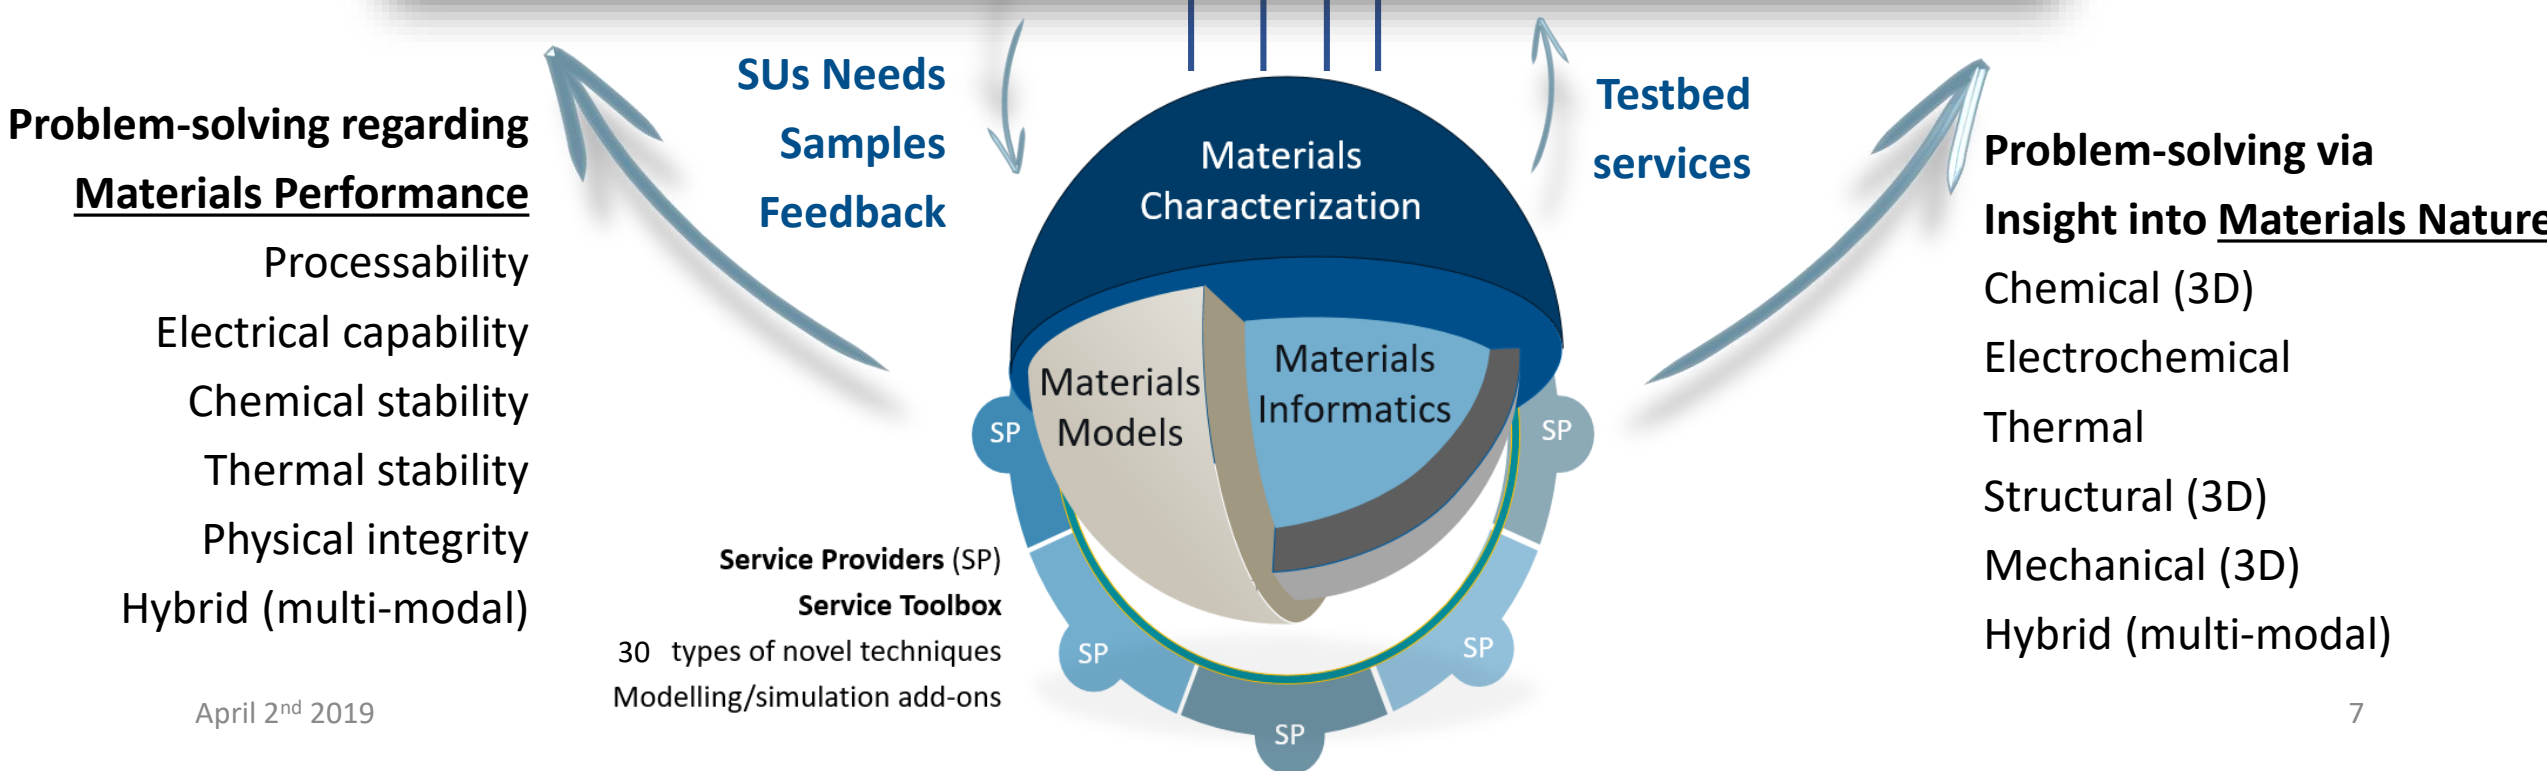 Problem-solving regarding
Materials Performance
Processability
Electrical capability
Chemical stability
Thermal stability
Physical integrity
Hybrid (multi-modal)
SUs Needs
Samples
Feedback
Materials
Characterization
Materials
Models
Materials
Informatics
Testbed
services
Problem-solving via
Insight into Materials Nature
Chemical (3D)
Electrochemical
Thermal
Structural (3D)
Mechanical (3D)
Hybrid (multi-modal)
SP
SP
SP
SP
SP
Service Providers (SP)
Service Toolbox
30 types of novel techniques
Modelling/simulation add-ons
April 2nd 2019
7